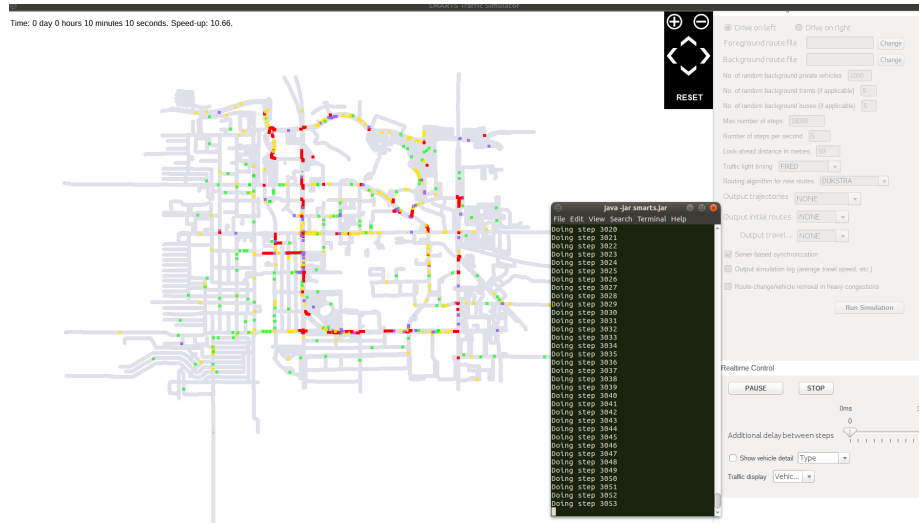 SMARTS Traffic Simulator
Time: 0 day 0 hours 10 minutes 10 seconds. Speed-up: 10.66.
RESET
Drive on left Drive on right
Foreground route file Change
Background route file Change
No. of random background private vehicles 1000
No. of random background trams (if applicable) 5
No. of random background buses (if applicable) 5
Max number of steps 18000
Number of steps per second 5
Look-ahead distance in metres 50
Traffic light timing FIXED
Routing algorithm for new routes DIJKSTRA
Output trajectories NONE
Output initial routes NONE
Output travel... NONE
Server-based synchronization
Output simulation log (average travel speed, etc.)
Route-change/vehicle removal in heavy congestions
Run Simulation
Realtime Control
PAUSE STOP
0ms
0
Additional delay between steps
Show vehicle detail Type
Traffic display Vehic...
java -jar smarts.jar
File Edit View Search Terminal Help
Doing step 3020
Doing step 3021
Doing step 3022
Doing step 3023
Doing step 3024
Doing step 3025
Doing step 3026
Doing step 3027
Doing step 3028
Doing step 3029
Doing step 3030
Doing step 3031
Doing step 3032
Doing step 3033
Doing step 3034
Doing step 3035
Doing step 3036
Doing step 3037
Doing step 3038
Doing step 3039
Doing step 3040
Doing step 3041
Doing step 3042
Doing step 3043
Doing step 3044
Doing step 3045
Doing step 3046
Doing step 3047
Doing step 3048
Doing step 3049
Doing step 3050
Doing step 3051
Doing step 3052
Doing step 3053